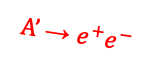 A′ → e⁺e⁻